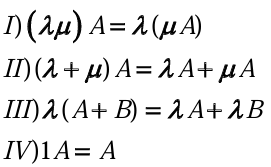 I) (λμ) A = λ (μA)
II) (λ + μ) A = λA + μA
III) λ (A + B) = λA + λB
IV) 1A = A